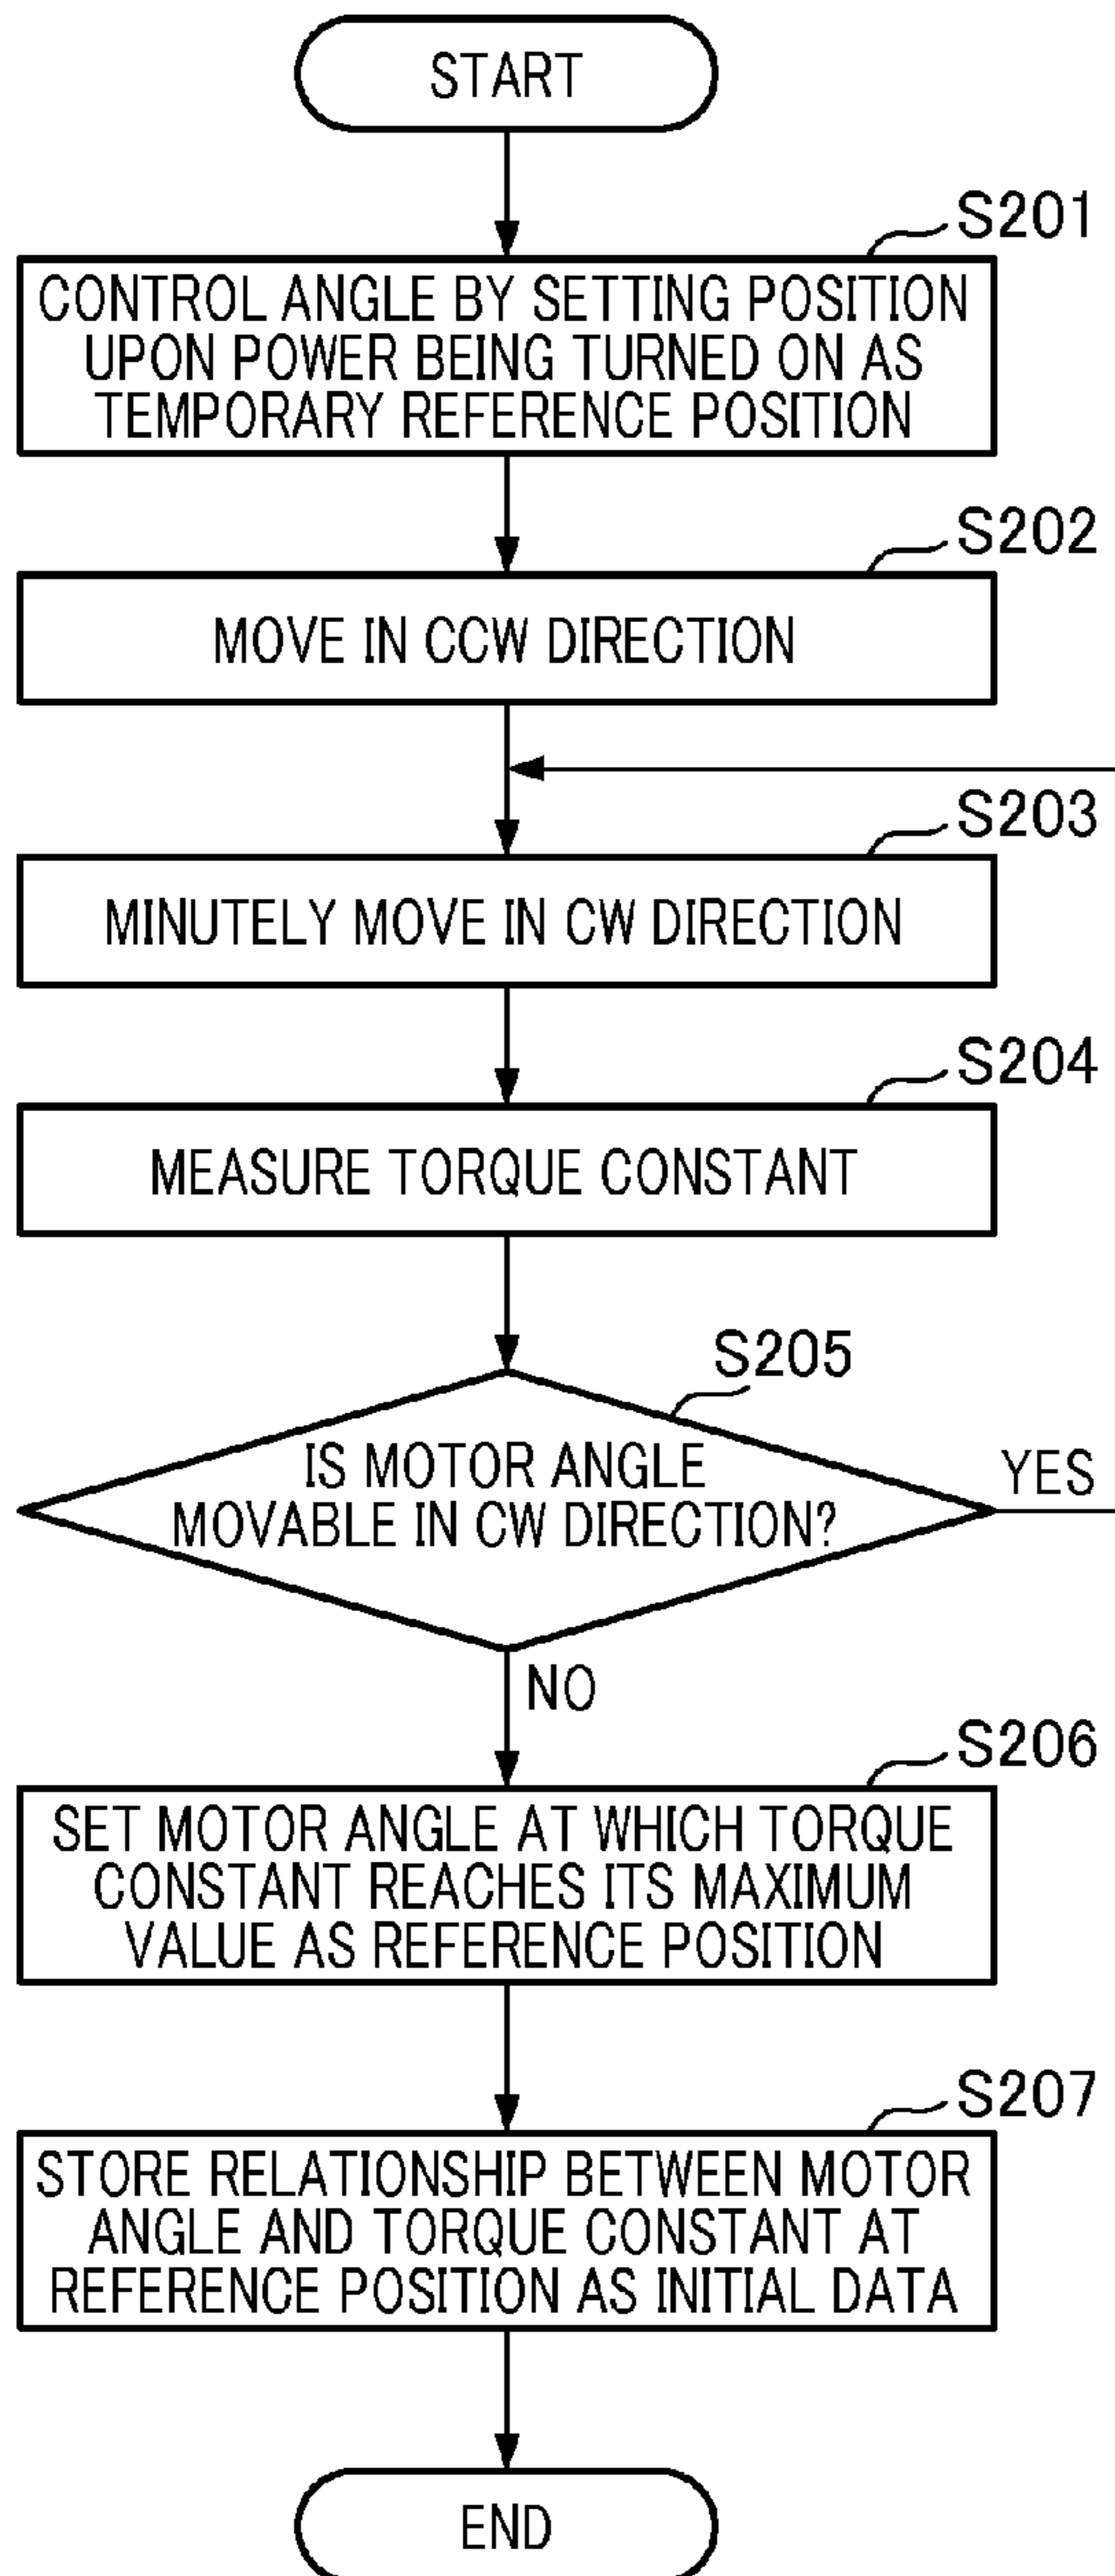 START
S201
CONTROL ANGLE BY SETTING POSITION
UPON POWER BEING TURNED ON AS
TEMPORARY REFERENCE POSITION
S202
MOVE IN CCW DIRECTION
S203
MINUTELY MOVE IN CW DIRECTION
S204
MEASURE TORQUE CONSTANT
S205
IS MOTOR ANGLE
MOVABLE IN CW DIRECTION?
YES
NO
S206
SET MOTOR ANGLE AT WHICH TORQUE
CONSTANT REACHES ITS MAXIMUM
VALUE AS REFERENCE POSITION
S207
STORE RELATIONSHIP BETWEEN MOTOR
ANGLE AND TORQUE CONSTANT AT
REFERENCE POSITION AS INITIAL DATA
END